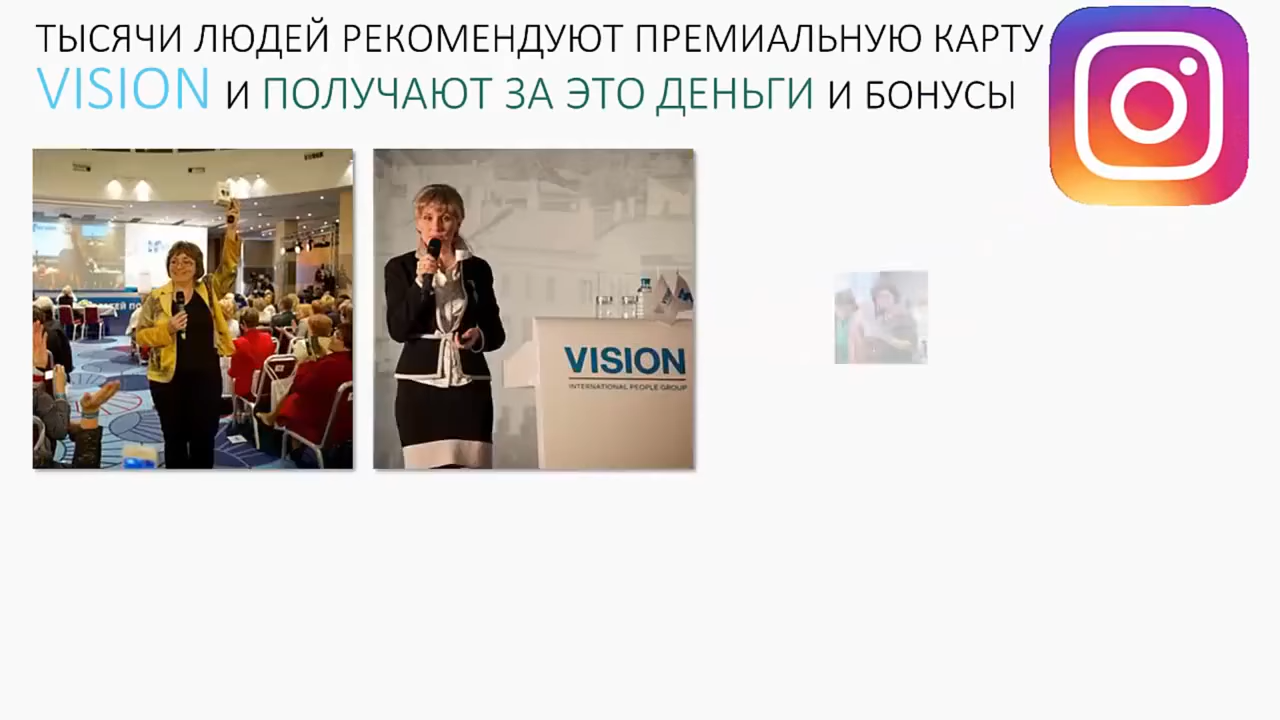 ТЫСЯЧИ ЛЮДЕЙ РЕКОМЕНДУЮТ ПРЕМИАЛЬНУЮ КАРТУ
VISION И ПОЛУЧАЮТ ЗА ЭТО ДЕНЬГИ И БОНУСЫ
VISION
INTERNATIONAL PEOPLE GROUP